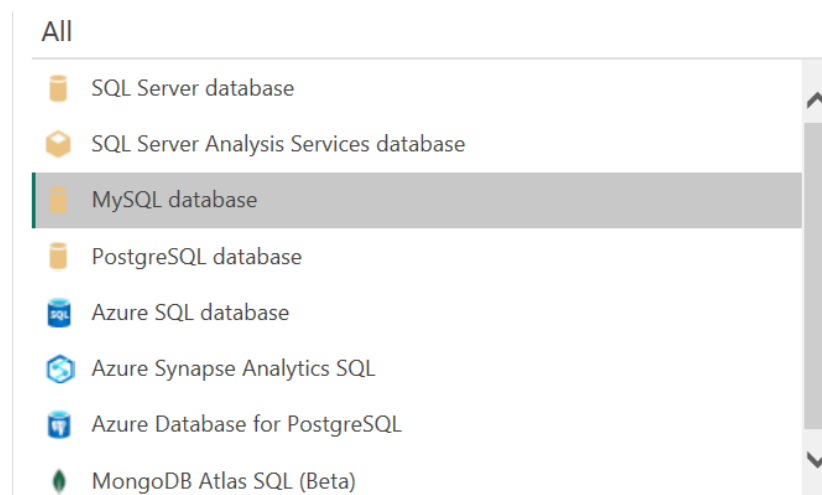 All
SQL Server database
SQL Server Analysis Services database
MySQL database
PostgreSQL database
SQL Azure SQL database
Azure Synapse Analytics SQL
Azure Database for PostgreSQL
MongoDB Atlas SQL (Beta)